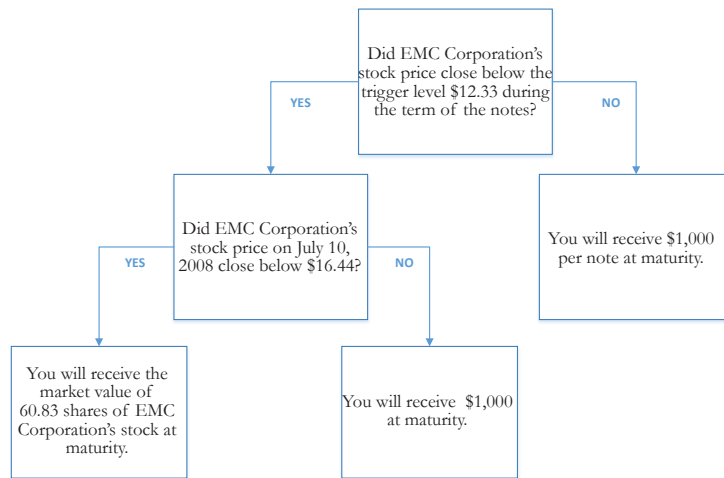 Did EMC Corporation's
stock price close below the
trigger level $12.33 during
the term of the notes?
YES
NO
Did EMC Corporation's
stock price on July 10,
2008 close below $16.44?
You will receive $1,000
per note at maturity.
YES
NO
You will receive the
market value of
60.83 shares of EMC
Corporation's stock at
maturity.
You will receive $1,000
at maturity.